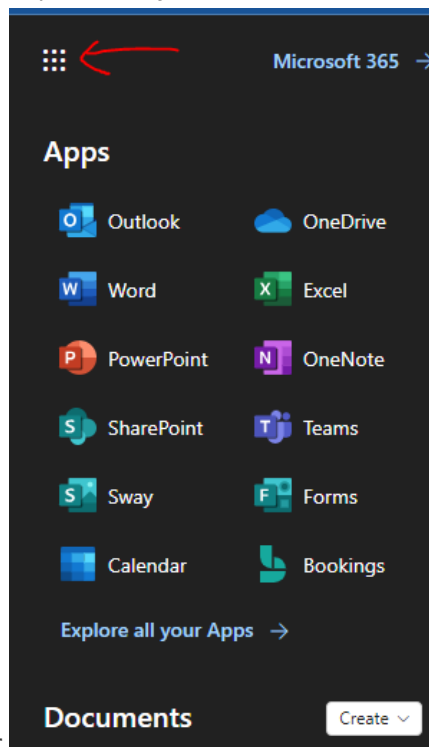 Microsoft 365 →
Apps
Outlook OneDrive
Word Excel
PowerPoint OneNote
SharePoint Teams
Sway Forms
Calendar Bookings
Explore all your Apps →
Documents Create